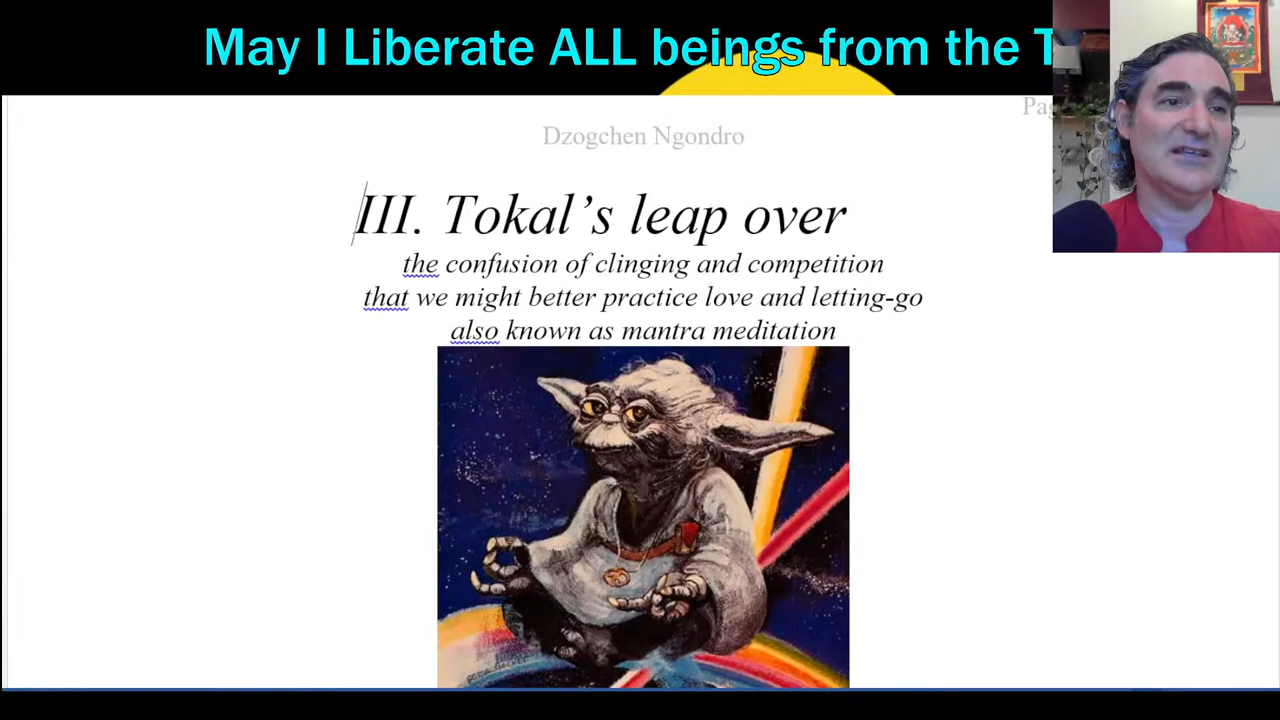 May I Liberate ALL beings from the T
Dzogchen Ngondro
III. Tokal’s leap over
the confusion of clinging and competition
that we might better practice love and letting-go
also known as mantra meditation